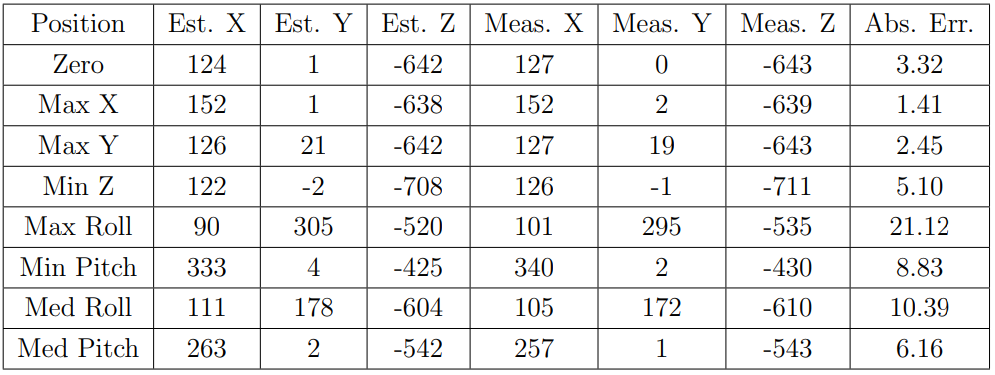 Position Est. X Est. Y Est. Z Meas. X Meas. Y Meas. Z Abs. Err.
Zero 124 1 -642 127 0 -643 3.32
Max X 152 1 -638 152 2 -639 1.41
Max Y 126 21 -642 127 19 -643 2.45
Min Z 122 -2 -708 126 -1 -711 5.10
Max Roll 90 305 -520 101 295 -535 21.12
Min Pitch 333 4 -425 340 2 -430 8.83
Med Roll 111 178 -604 105 172 -610 10.39
Med Pitch 263 2 -542 257 1 -543 6.16